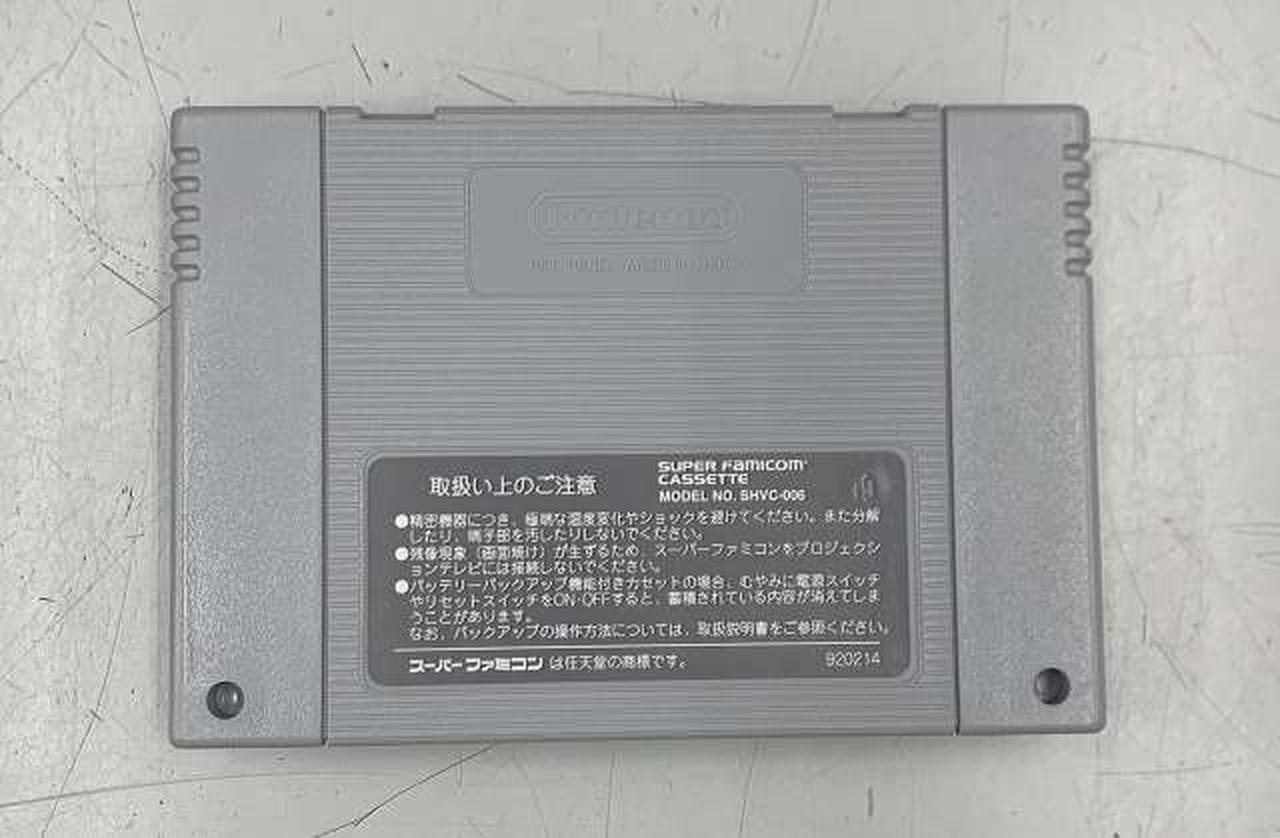 Nintendo
取扱い上のご注意
SUPER FAMICOM
CASSETTE
MODEL NO. SHVC-006
●精密機器につき、極端な温度変化やショックを避けてください。また分解
したり、端子部を汚したりしないでください。
●残像現象(画面焼け)が生ずるため、スーパーファミコンをプロジェクシ
ョンテレビには接続しないでください。
●バッテリーバックアップ機能付きカセットの場合、むやみに電源スイッチ
やリセットスイッチをON・OFFすると、蓄積されている内容が消えてしま
うことがあります。
なお、バックアップの操作方法については、取扱説明書をご参照ください。
スーパーファミコンは任天堂の商標です。
920214